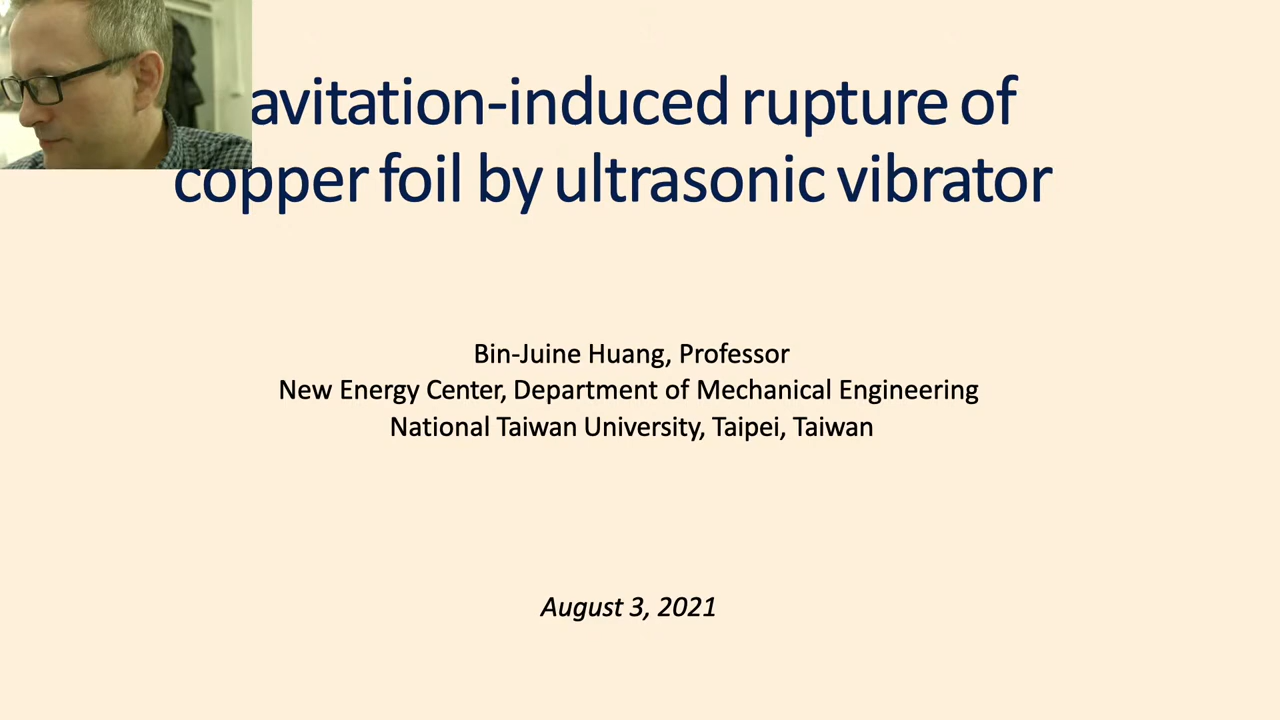 avitation-induced rupture of
copper foil by ultrasonic vibrator
Bin-Juine Huang, Professor
New Energy Center, Department of Mechanical Engineering
National Taiwan University, Taipei, Taiwan
August 3, 2021